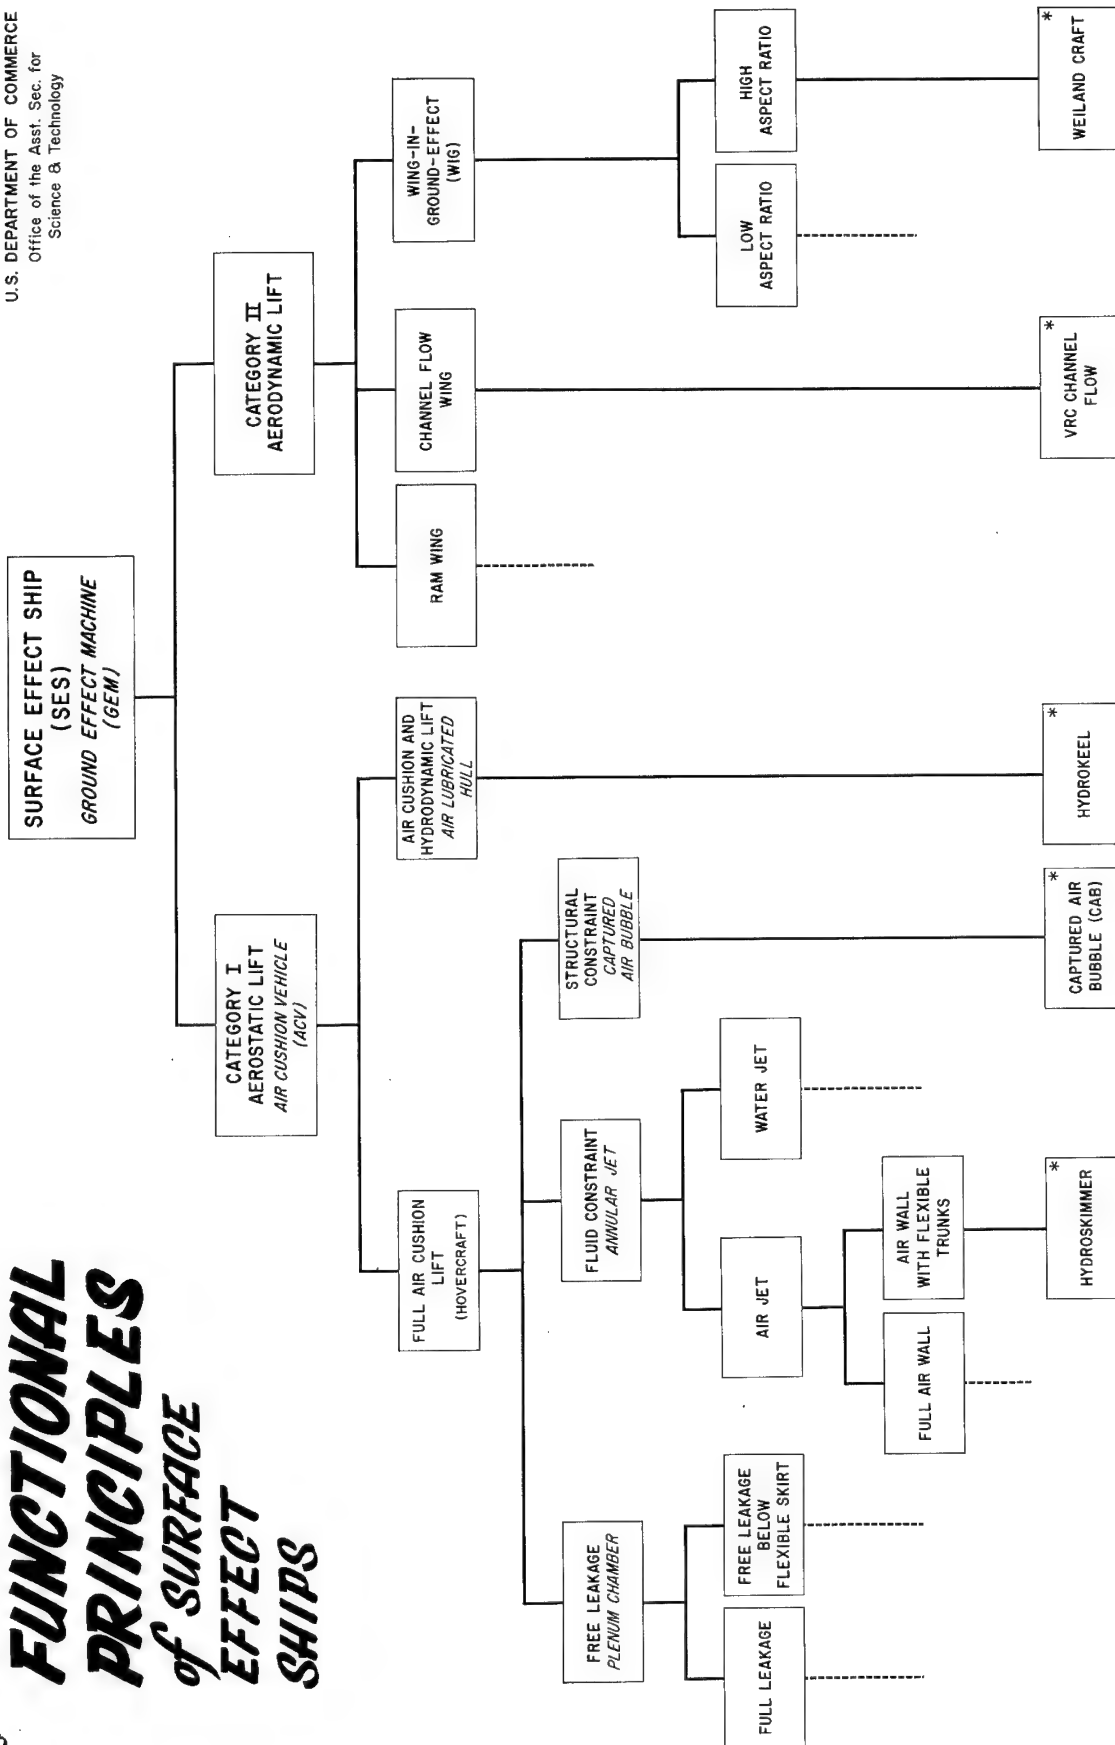 FUNCTIONAL
PRINCIPLES
of SURFACE
EFFECT
SHIPS
U.S. DEPARTMENT OF COMMERCE
Office of the Asst. Sec. for
Science & Technology
SURFACE EFFECT SHIP
(SES)
GROUND EFFECT MACHINE
(GEM)
CATEGORY I
AEROSTATIC LIFT
AIR CUSHION VEHICLE
(ACV)
CATEGORY II
AERODYNAMIC LIFT
FULL AIR CUSHION
LIFT
(HOVERCRAFT)
AIR CUSHION AND
HYDRODYNAMIC LIFT
AIR LUBRICATED
HULL
RAM WING
CHANNEL FLOW
WING
WING-IN-
GROUND-EFFECT
(WIG)
FREE LEAKAGE
PLENUM CHAMBER
FLUID CONSTRAINT
ANNULAR JET
STRUCTURAL
CONSTRAINT
CAPTURED
AIR BUBBLE
FULL LEAKAGE
FREE LEAKAGE
BELOW
FLEXIBLE SKIRT
AIR JET
WATER JET
LOW
ASPECT RATIO
HIGH
ASPECT RATIO
FULL AIR WALL
AIR WALL
WITH FLEXIBLE
TRUNKS
*
HYDROSKIMMER
*
CAPTURED AIR
BUBBLE (CAB)
*
HYDROKEEL
*
VRC CHANNEL
FLOW
*
WEILAND CRAFT